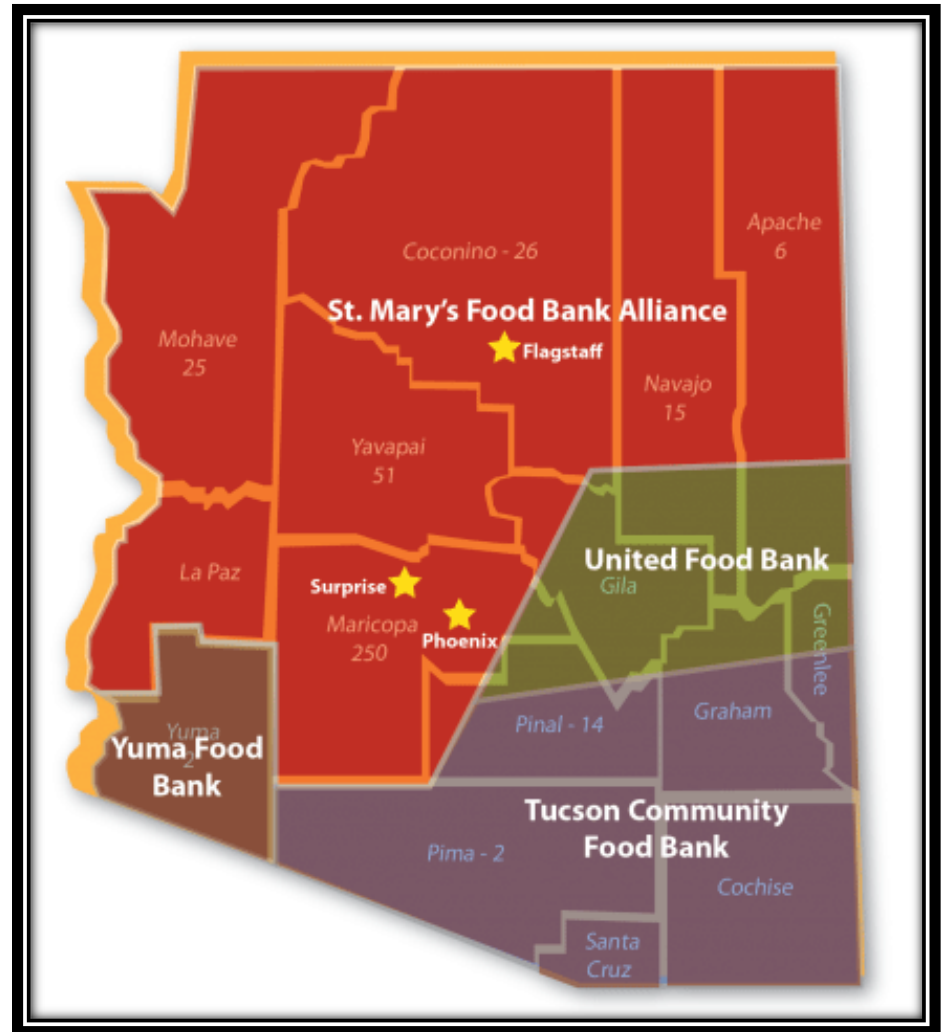 Apache
6
Coconino - 26
St. Mary's Food Bank Alliance
Flagstaff
Mohave
25
Navajo
15
Yavapai
51
United Food Bank
Gila
La Paz
Surprise
Maricopa
250
Phoenix
Greenlee
Yuma
2
Yuma Food
Bank
Pinal - 14
Graham
Tucson Community
Food Bank
Pima - 2
Cochise
Santa
Cruz